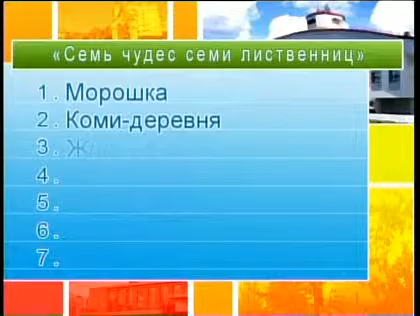 «Семь чудес семи лиственниц»
1. Морошка
2. Коми-деревня
3. Ж
4.
5.
6.
7.